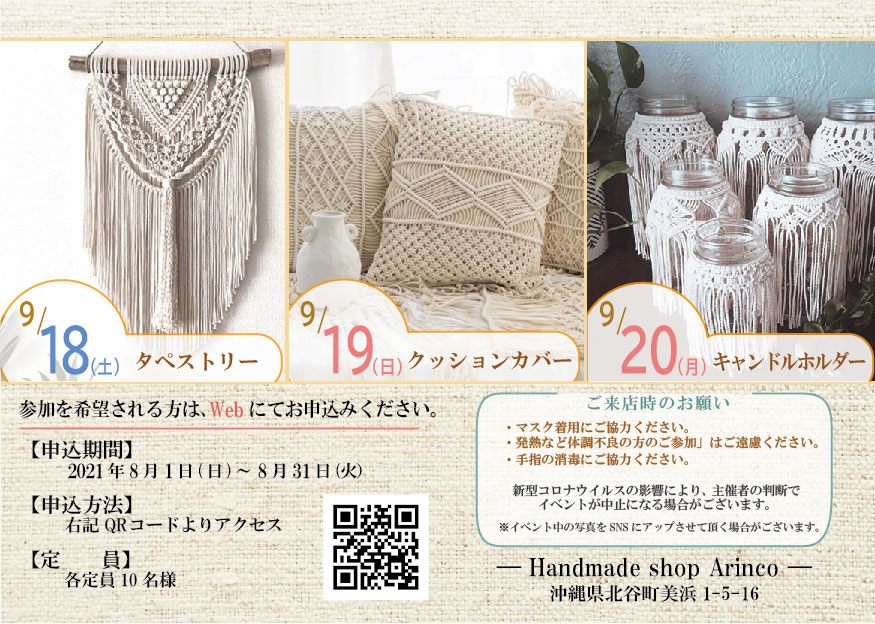 9/18(土) タペストリー
9/19(日) クッションカバー
9/20(月) キャンドルホルダー
参加を希望される方は、Webにてお申込みください。
【申込期間】
2021年8月1日(日)～8月31日(火)
【申込方法】
右記QRコードよりアクセス
【定　員】
各定員10名様
ご来店時のお願い
・マスク着用にご協力ください。
・発熱など体調不良の方のご参加」はご遠慮ください。
・手指の消毒にご協力ください。
新型コロナウイルスの影響により、主催者の判断で
イベントが中止になる場合がございます。
※イベント中の写真をSNSにアップさせて頂く場合がございます。
— Handmade shop Arinco —
沖縄県北谷町美浜 1-5-16